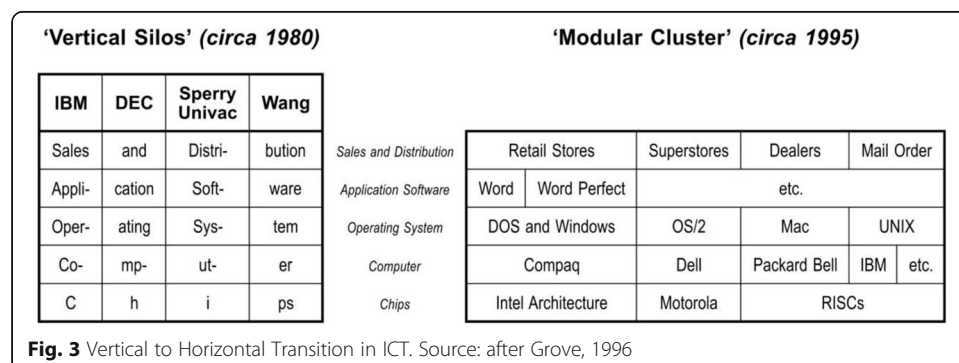 ‘Vertical Silos’ (circa 1980) ‘Modular Cluster’ (circa 1995)
IBM DEC Sperry Univac Wang
Sales and Distri- bution Sales and Distribution Retail Stores Superstores Dealers Mail Order
Appli- cation Soft- ware Application Software Word Word Perfect etc.
Oper- ating Sys- tem Operating System DOS and Windows OS/2 Mac UNIX
Co- mp- ut- er Computer Compaq Dell Packard Bell IBM etc.
C h i ps Chips Intel Architecture Motorola RISCs
Fig. 3 Vertical to Horizontal Transition in ICT. Source: after Grove, 1996